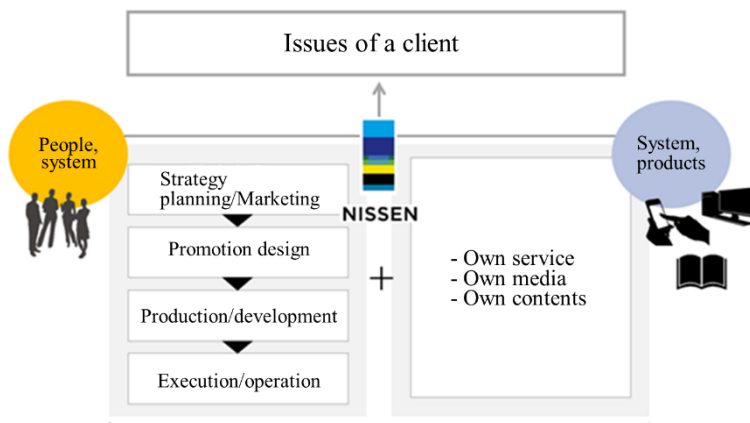 Issues of a client
People,
system
System,
products
NISSEN
Strategy
planning/Marketing
Promotion design
Production/development
Execution/operation
+
- Own service
- Own media
- Own contents